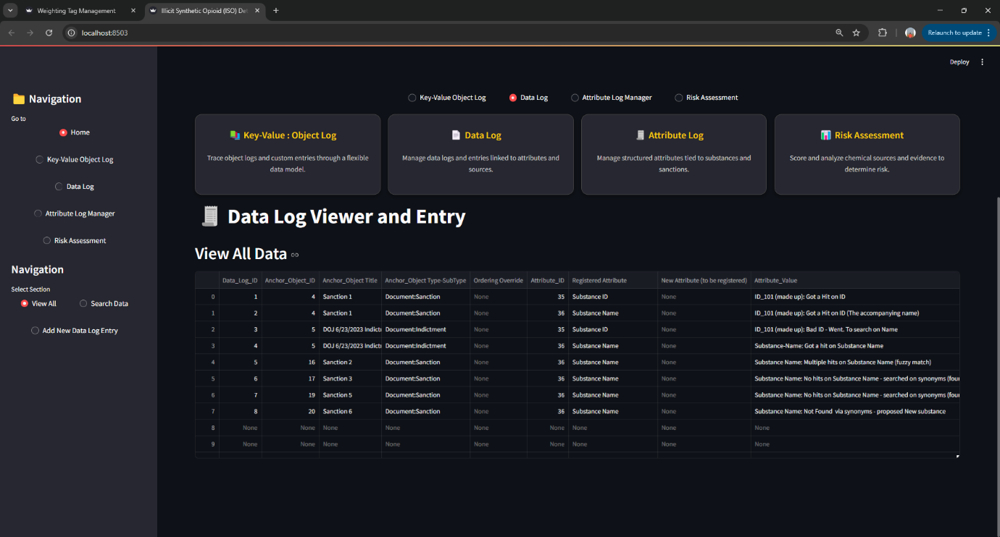 Weighting Tag Management
Illicit Synthetic Opioid (ISO) Det
localhost:8503
Relaunch to update
Deploy
Navigation
Go to
Home
Key-Value Object Log
Data Log
Attribute Log Manager
Risk Assessment
Navigation
Select Section
View All Search Data
Add New Data Log Entry
Key-Value Object Log Data Log Attribute Log Manager Risk Assessment
Key-Value : Object Log
Trace object logs and custom entries through a flexible
data model.
Data Log
Manage data logs and entries linked to attributes and
sources.
Attribute Log
Manage structured attributes tied to substances and
sanctions.
Risk Assessment
Score and analyze chemical sources and evidence to
determine risk.
Data Log Viewer and Entry
View All Data
Data_Log_ID Anchor_Object_ID Anchor_Object Title Anchor_Object Type-SubType Ordering Override Attribute_ID Registered Attribute New Attribute (to be registered) Attribute_Value
0 1 4 Sanction 1 Document:Sanction None 35 Substance ID None ID_101 (made up): Got a Hit on ID
1 2 4 Sanction 1 Document:Sanction None 36 Substance Name None ID_101 (made up): Got a Hit on ID (The accompanying name)
2 3 5 DOJ 6/23/2023 Indictm Document:Indictment None 35 Substance ID None ID_101 (made up): Bad ID - Went. To search on Name
3 4 5 DOJ 6/23/2023 Indictm Document:Indictment None 36 Substance Name None Substance-Name: Got a hit on Substance Name
4 5 16 Sanction 2 Document:Sanction None 36 Substance Name None Substance Name: Multiple hits on Substance Name (fuzzy match)
5 6 17 Sanction 3 Document:Sanction None 36 Substance Name None Substance Name: No hits on Substance Name - searched on synonyms (foun
6 7 19 Sanction 5 Document:Sanction None 36 Substance Name None Substance Name: No hits on Substance Name - searched on synonyms (foun
7 8 20 Sanction 6 Document:Sanction None 36 Substance Name None Substance Name: Not Found via synonyms - proposed New substance
8 None None None None None None None None None
9 None None None None None None None None None